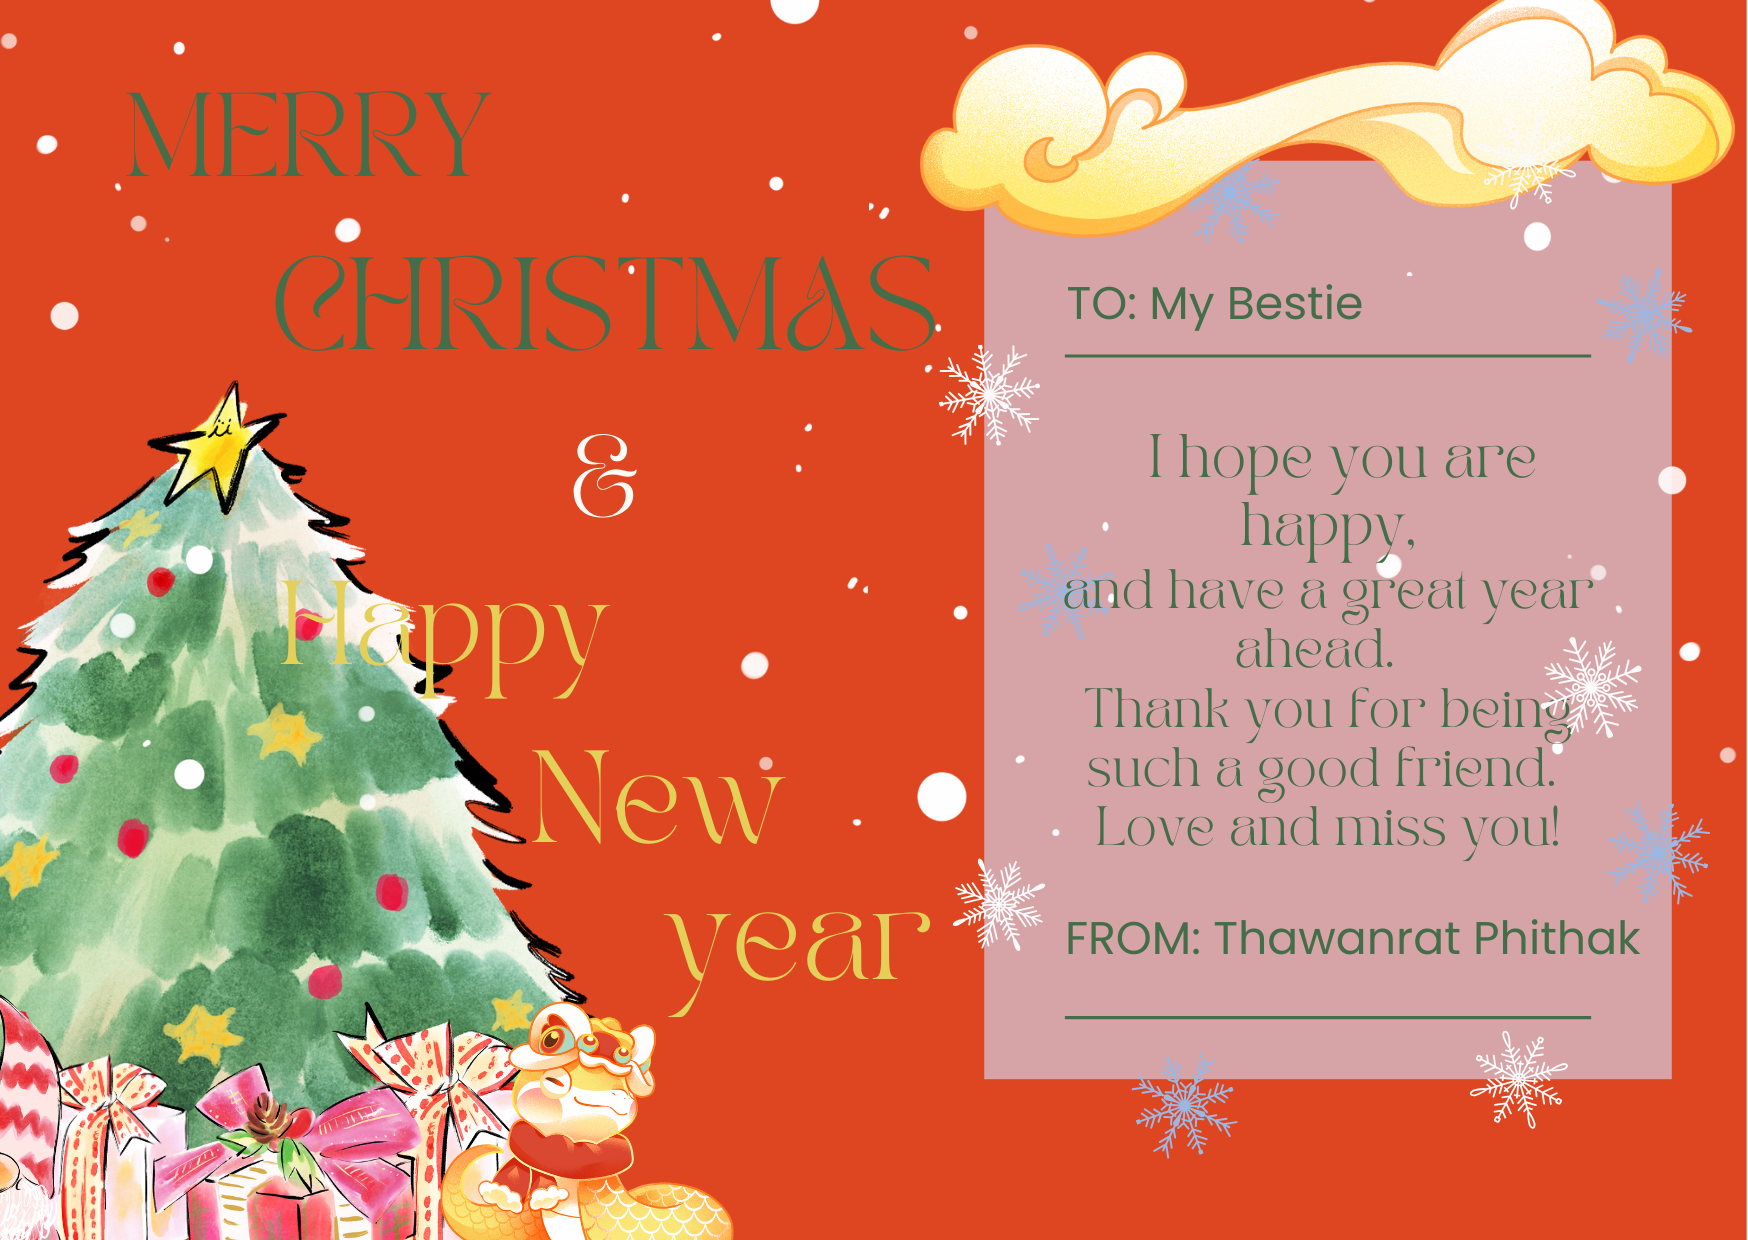 MERRY
CHRISTMAS
&
Happy
New
year
TO: My Bestie
I hope you are
happy,
and have a great year
ahead.
Thank you for being
such a good friend.
Love and miss you!
FROM: Thawanrat Phithak